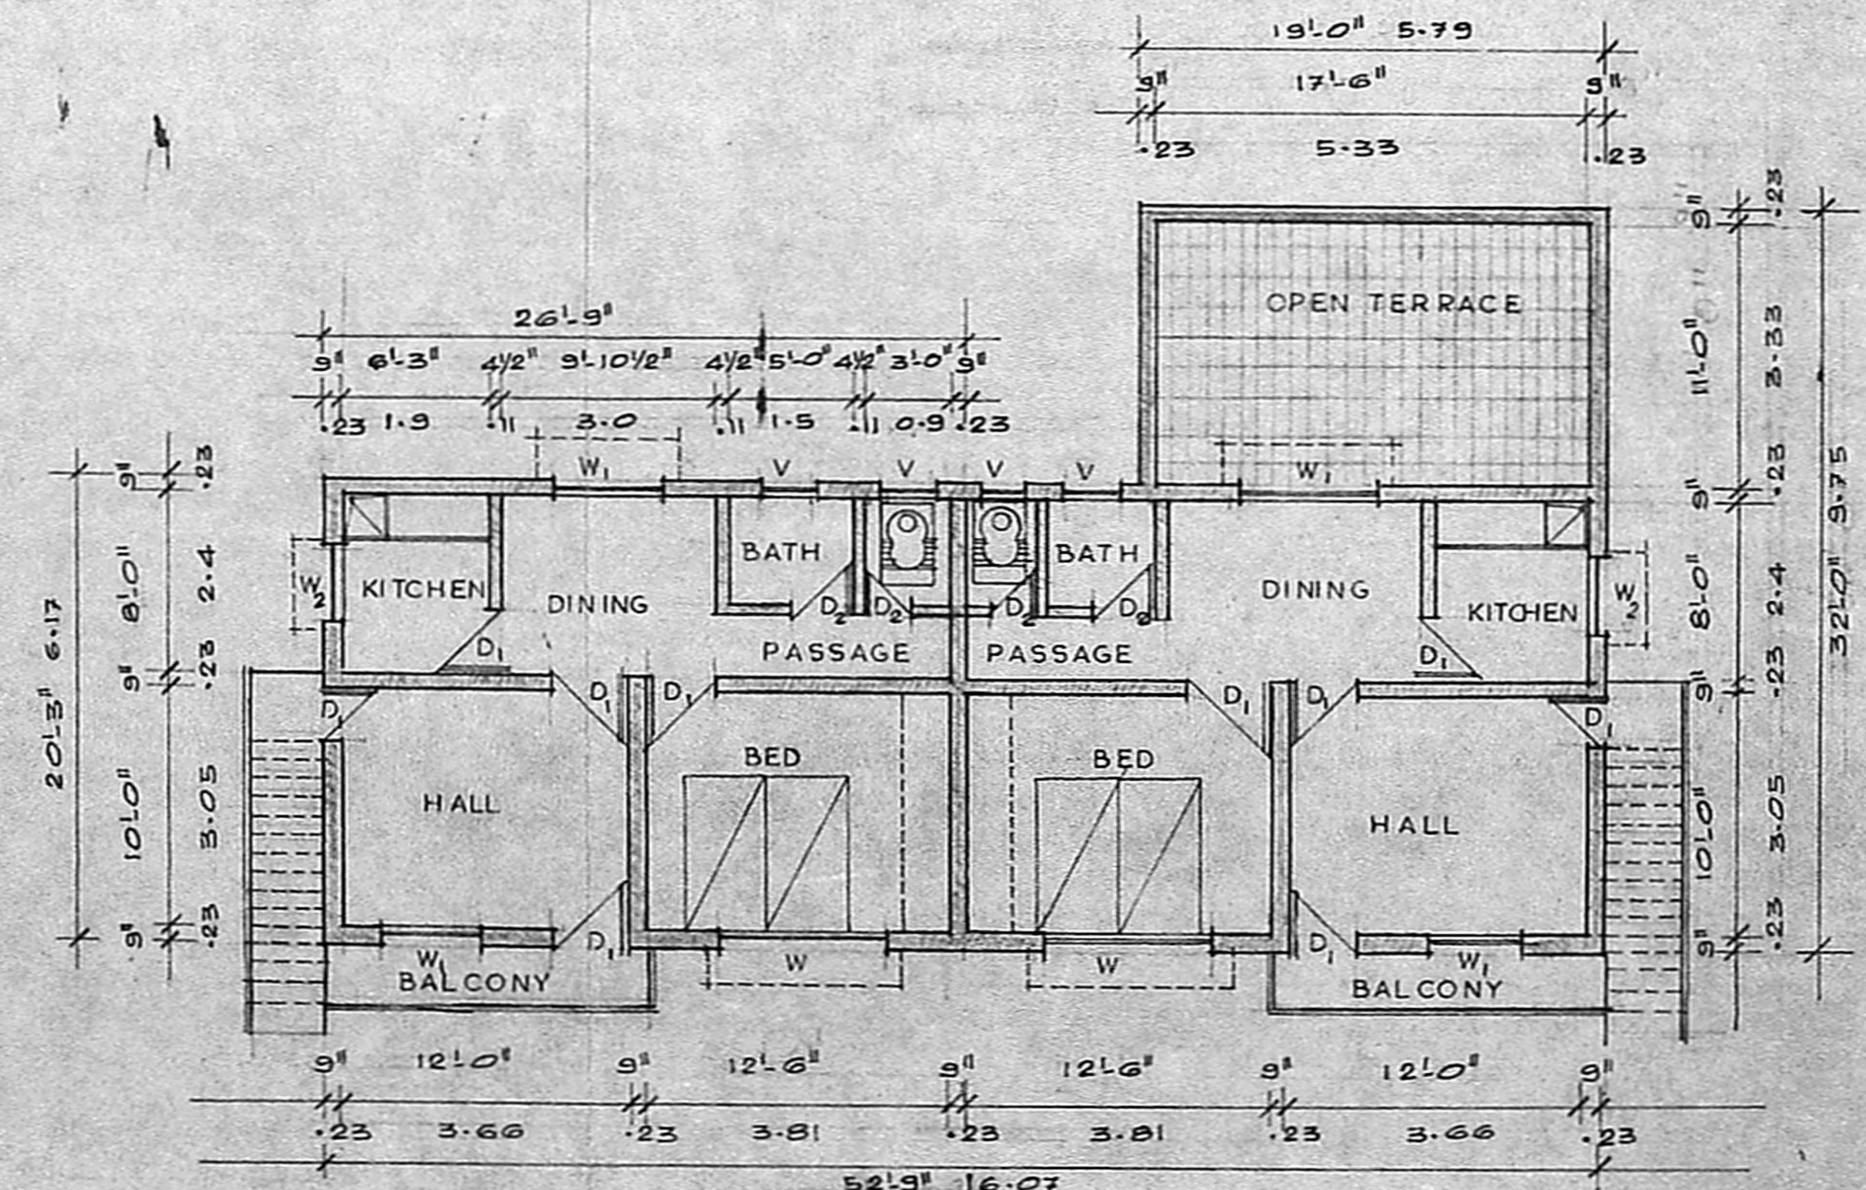 19'-0" 5.79
9" 17'-6" 9"
.23 5.33 .23
OPEN TERRACE
9" .23
11'-0" 3.33
9" .23
8'-0" 2.4
9" .23
10'-0" 3.05
9" .23
32'-0" 9.75
26'-9"
9" 6'-3" 4½" 9'-10½" 4½" 5'-0" 4½" 3'-0" 9"
.23 1.9 .11 3.0 .11 1.5 .11 0.9 .23
W1 V V V V W1
9" .23
8'-0" 2.4
9" .23
10'-0" 3.05
9" .23
20'-3" 6.17
BATH BATH
W2 KITCHEN DINING D2 D2 D2 D2 DINING KITCHEN W2
D1 PASSAGE PASSAGE D1
D1 D1 D1 D1 D1 D1
HALL BED BED HALL
D1 D1
W1 W W W1
BALCONY BALCONY
9" 12'-0" 9" 12'-6" 9" 12'-6" 9" 12'-0" 9"
.23 3.66 .23 3.81 .23 3.81 .23 3.66 .23
52'-9" 16.07